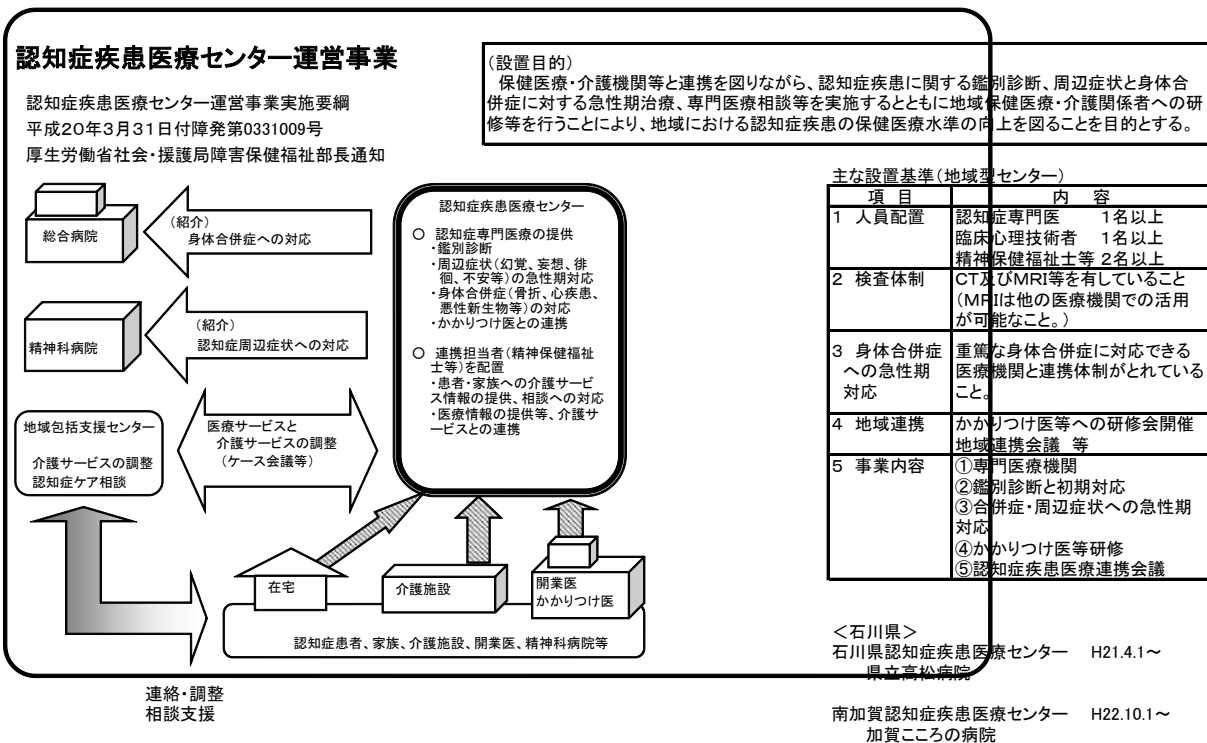 認知症疾患医療センター運営事業
認知症疾患医療センター運営事業実施要綱
平成20年3月31日付障発第0331009号
厚生労働省社会・援護局障害保健福祉部長通知
(設置目的)
保健医療・介護機関等と連携を図りながら、認知症疾患に関する鑑別診断、周辺症状と身体合
併症に対する急性期治療、専門医療相談等を実施するとともに地域保健医療・介護関係者への研
修等を行うことにより、地域における認知症疾患の保健医療水準の向上を図ることを目的とする。
総合病院
(紹介)
身体合併症への対応
精神科病院
(紹介)
認知症周辺症状への対応
地域包括支援センター
介護サービスの調整
認知症ケア相談
医療サービスと
介護サービスの調整
(ケース会議等)
認知症疾患医療センター
○ 認知症専門医療の提供
・鑑別診断
・周辺症状(幻覚、妄想、徘
徊、不安等)の急性期対応
・身体合併症(骨折、心疾患、
悪性新生物等)の対応
・かかりつけ医との連携
○ 連携担当者(精神保健福祉
士等)を配置
・患者・家族への介護サービ
ス情報の提供、相談への対応
・医療情報の提供等、介護サ
ービスとの連携
在宅
介護施設
開業医
かかりつけ医
認知症患者、家族、介護施設、開業医、精神科病院等
連絡・調整
相談支援
主な設置基準(地域型センター)
項 目 内 容
1 人員配置 認知症専門医 1名以上
臨床心理技術者 1名以上
精神保健福祉士等 2名以上
2 検査体制 CT及びMRI等を有していること
(MRIは他の医療機関での活用
が可能なこと。)
3 身体合併症 重篤な身体合併症に対応できる
への急性期 医療機関と連携体制がとれている
対応 こと。
4 地域連携 かかりつけ医等への研修会開催
地域連携会議 等
5 事業内容 ①専門医療機関
②鑑別診断と初期対応
③合併症・周辺症状への急性期
対応
④かかりつけ医等研修
⑤認知症疾患医療連携会議
<石川県>
石川県認知症疾患医療センター H21.4.1~
県立高松病院
南加賀認知症疾患医療センター H22.10.1~
加賀こころの病院